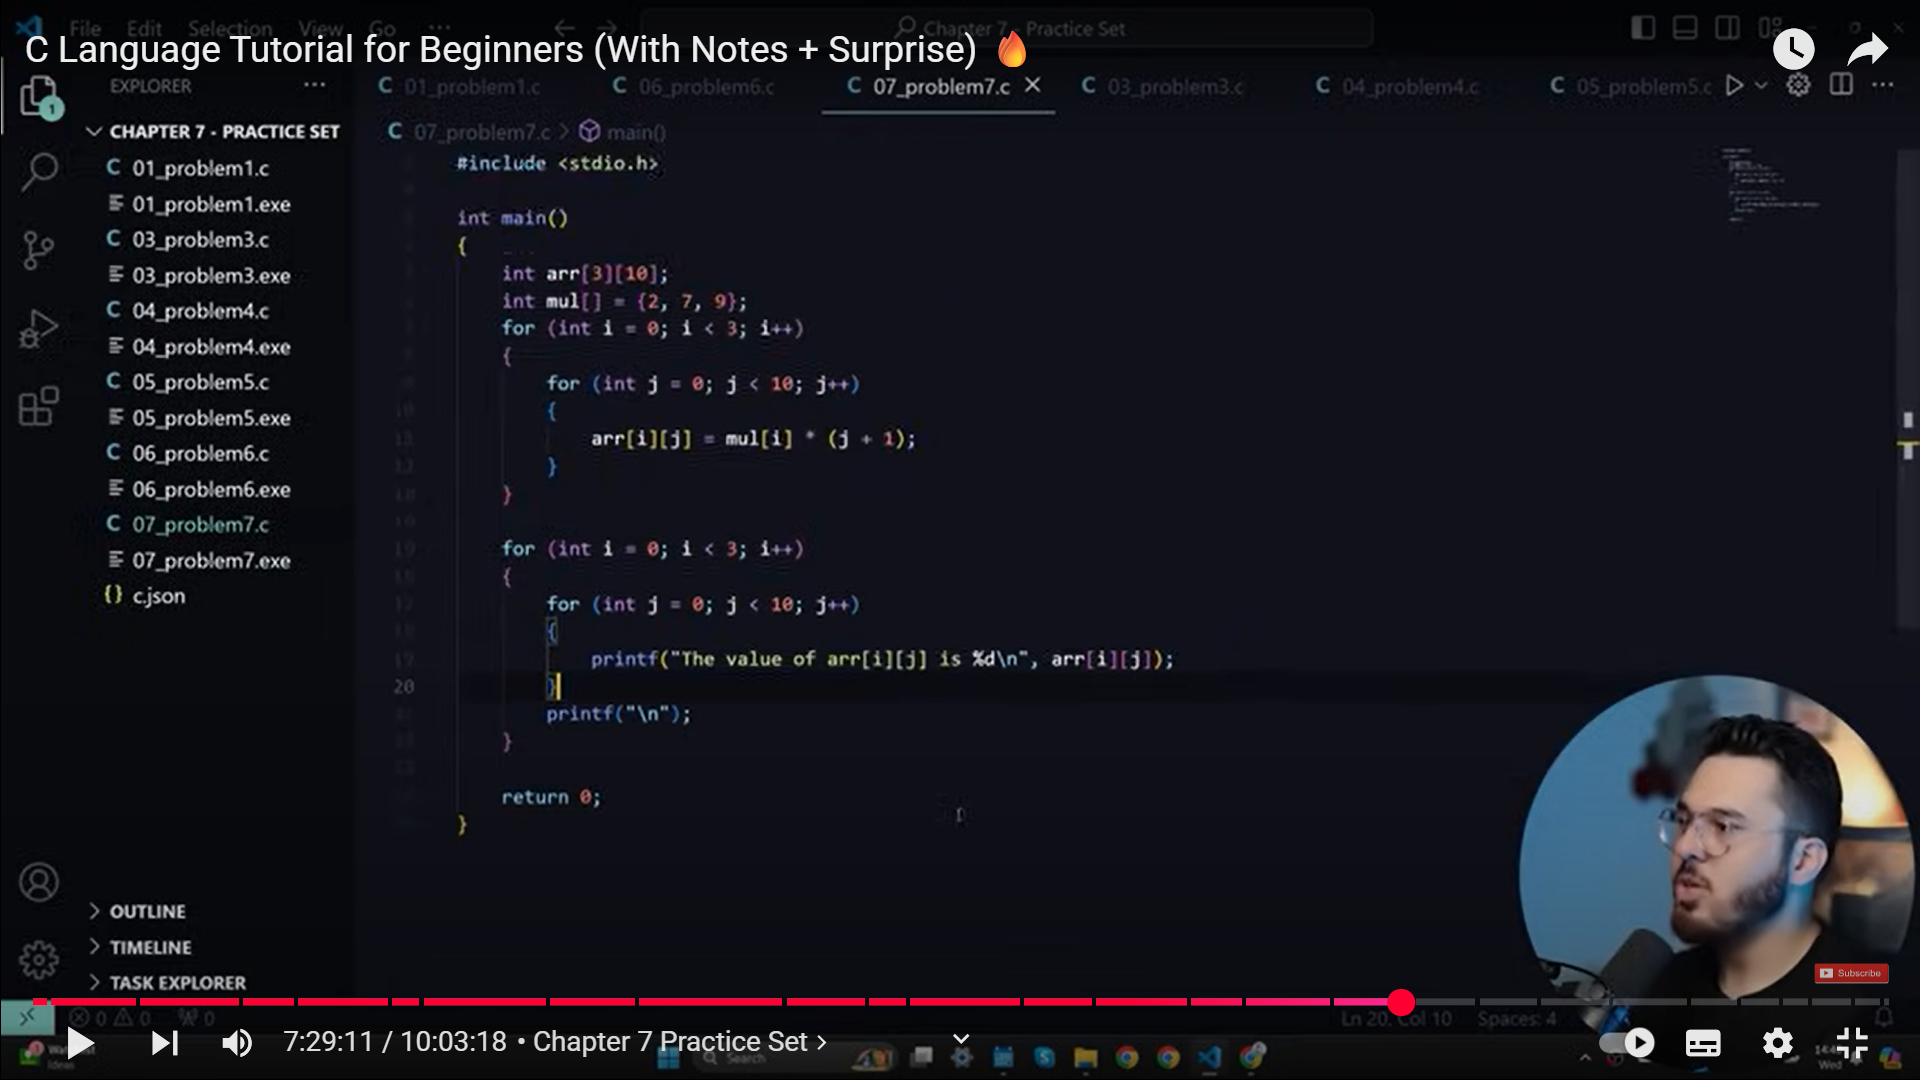 File Edit Selection View Go ...
Chapter 7 - Practice Set
C Language Tutorial for Beginners (With Notes + Surprise) 🔥
EXPLORER
C 01_problem1.c C 06_problem6.c C 07_problem7.c C 03_problem3.c C 04_problem4.c C 05_problem5.c
1
CHAPTER 7 - PRACTICE SET
C 07_problem7.c > main()
C 01_problem1.c
01_problem1.exe
C 03_problem3.c
03_problem3.exe
C 04_problem4.c
04_problem4.exe
C 05_problem5.c
05_problem5.exe
C 06_problem6.c
06_problem6.exe
C 07_problem7.c
07_problem7.exe
{} c.json
#include <stdio.h>
int main()
{
int arr[3][10];
int mul[] = {2, 7, 9};
for (int i = 0; i < 3; i++)
{
for (int j = 0; j < 10; j++)
{
arr[i][j] = mul[i] * (j + 1);
}
}
for (int i = 0; i < 3; i++)
{
for (int j = 0; j < 10; j++)
{
printf("The value of arr[i][j] is %d\n", arr[i][j]);
20 }
printf("\n");
}
return 0;
}
OUTLINE
TIMELINE
TASK EXPLORER
Subscribe
0 0 0
Ln 20, Col 10 Spaces: 4
7:29:11 / 10:03:18 • Chapter 7 Practice Set >
Search